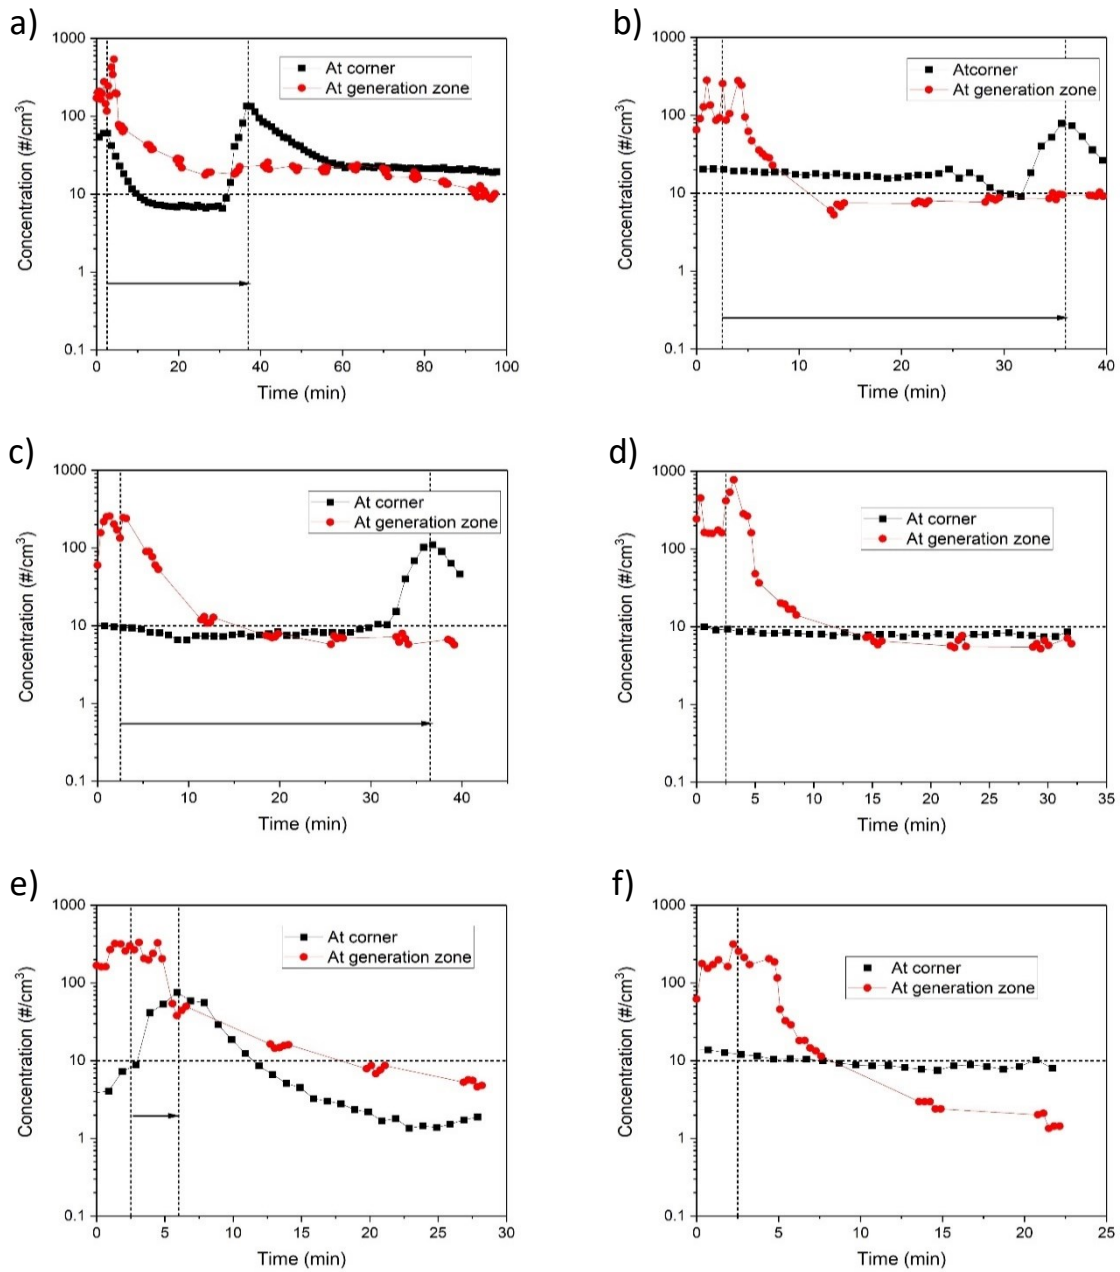 a)
1000
100
10
1
0.1
Concentration (#/cm³)
At corner
At generation zone
0 20 40 60 80 100
Time (min)
b)
1000
100
10
1
0.1
Concentration (#/cm³)
Atcorner
At generation zone
0 10 20 30 40
Time (min)
c)
1000
100
10
1
0.1
Concentration (#/cm³)
At corner
At generation zone
0 10 20 30 40
Time (min)
d)
1000
100
10
1
0.1
Concentration (#/cm³)
At corner
At generation zone
0 5 10 15 20 25 30 35
Time (min)
e)
1000
100
10
1
0.1
Concentration (#/cm³)
At corner
At generation zone
0 5 10 15 20 25 30
Time (min)
f)
1000
100
10
1
0.1
Concentration (#/cm³)
At corner
At generation zone
0 5 10 15 20 25
Time (min)